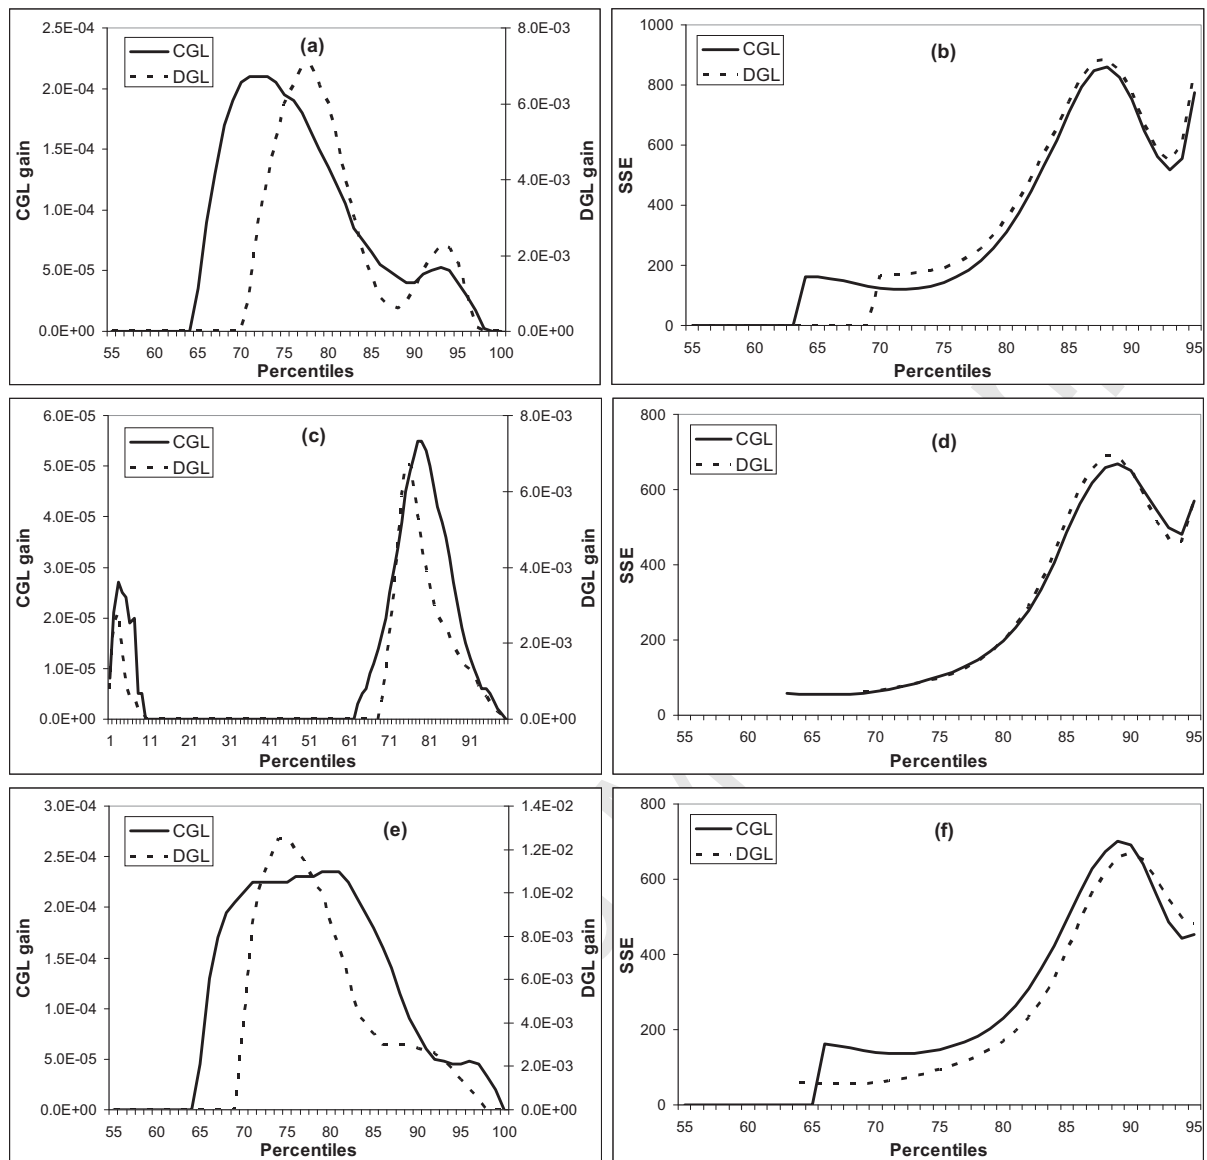 (a)
CGL
DGL
2.5E-04
2.0E-04
1.5E-04
1.0E-04
5.0E-05
0.0E+00
CGL gain
8.0E-03
6.0E-03
4.0E-03
2.0E-03
0.0E+00
DGL gain
55 60 65 70 75 80 85 90 95 100
Percentiles
(b)
CGL
DGL
1000
800
600
400
200
0
SSE
55 60 65 70 75 80 85 90 95
Percentiles
(c)
CGL
DGL
6.0E-05
5.0E-05
4.0E-05
3.0E-05
2.0E-05
1.0E-05
0.0E+00
CGL gain
8.0E-03
6.0E-03
4.0E-03
2.0E-03
0.0E+00
DGL gain
1 11 21 31 41 51 61 71 81 91
Percentiles
(d)
CGL
DGL
800
600
400
200
0
SSE
55 60 65 70 75 80 85 90 95
Percentiles
(e)
CGL
DGL
3.0E-04
2.5E-04
2.0E-04
1.5E-04
1.0E-04
5.0E-05
0.0E+00
CGL gain
1.4E-02
1.2E-02
1.0E-02
8.0E-03
6.0E-03
4.0E-03
2.0E-03
0.0E+00
DGL gain
55 60 65 70 75 80 85 90 95 100
Percentiles
(f)
CGL
DGL
800
600
400
200
0
SSE
55 60 65 70 75 80 85 90 95
Percentiles